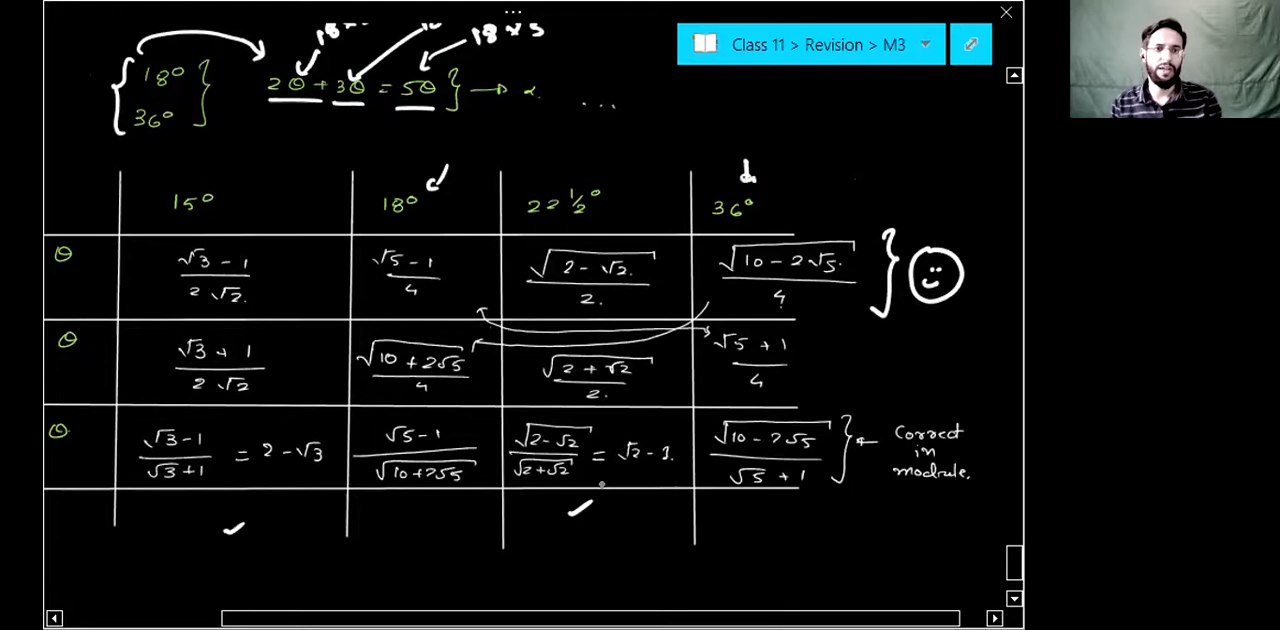 Class 11 > Revision > M3
18 × 5
18°
36°
2θ + 3θ = 5θ → α. ...
15° 18° 22 1/2° 36°
θ (√3 - 1)/(2√2) (√5 - 1)/4 √(2 - √2)/2 √(10 - 2√5)/4
θ (√3 + 1)/(2√2) √(10 + 2√5)/4 √(2 + √2)/2 (√5 + 1)/4
θ (√3 - 1)/(√3 + 1) = 2 - √3 (√5 - 1)/√(10 + 2√5) √(2 - √2)/√(2 + √2) = √2 - 1. √(10 - 2√5)/(√5 + 1)
Correct
in
module.